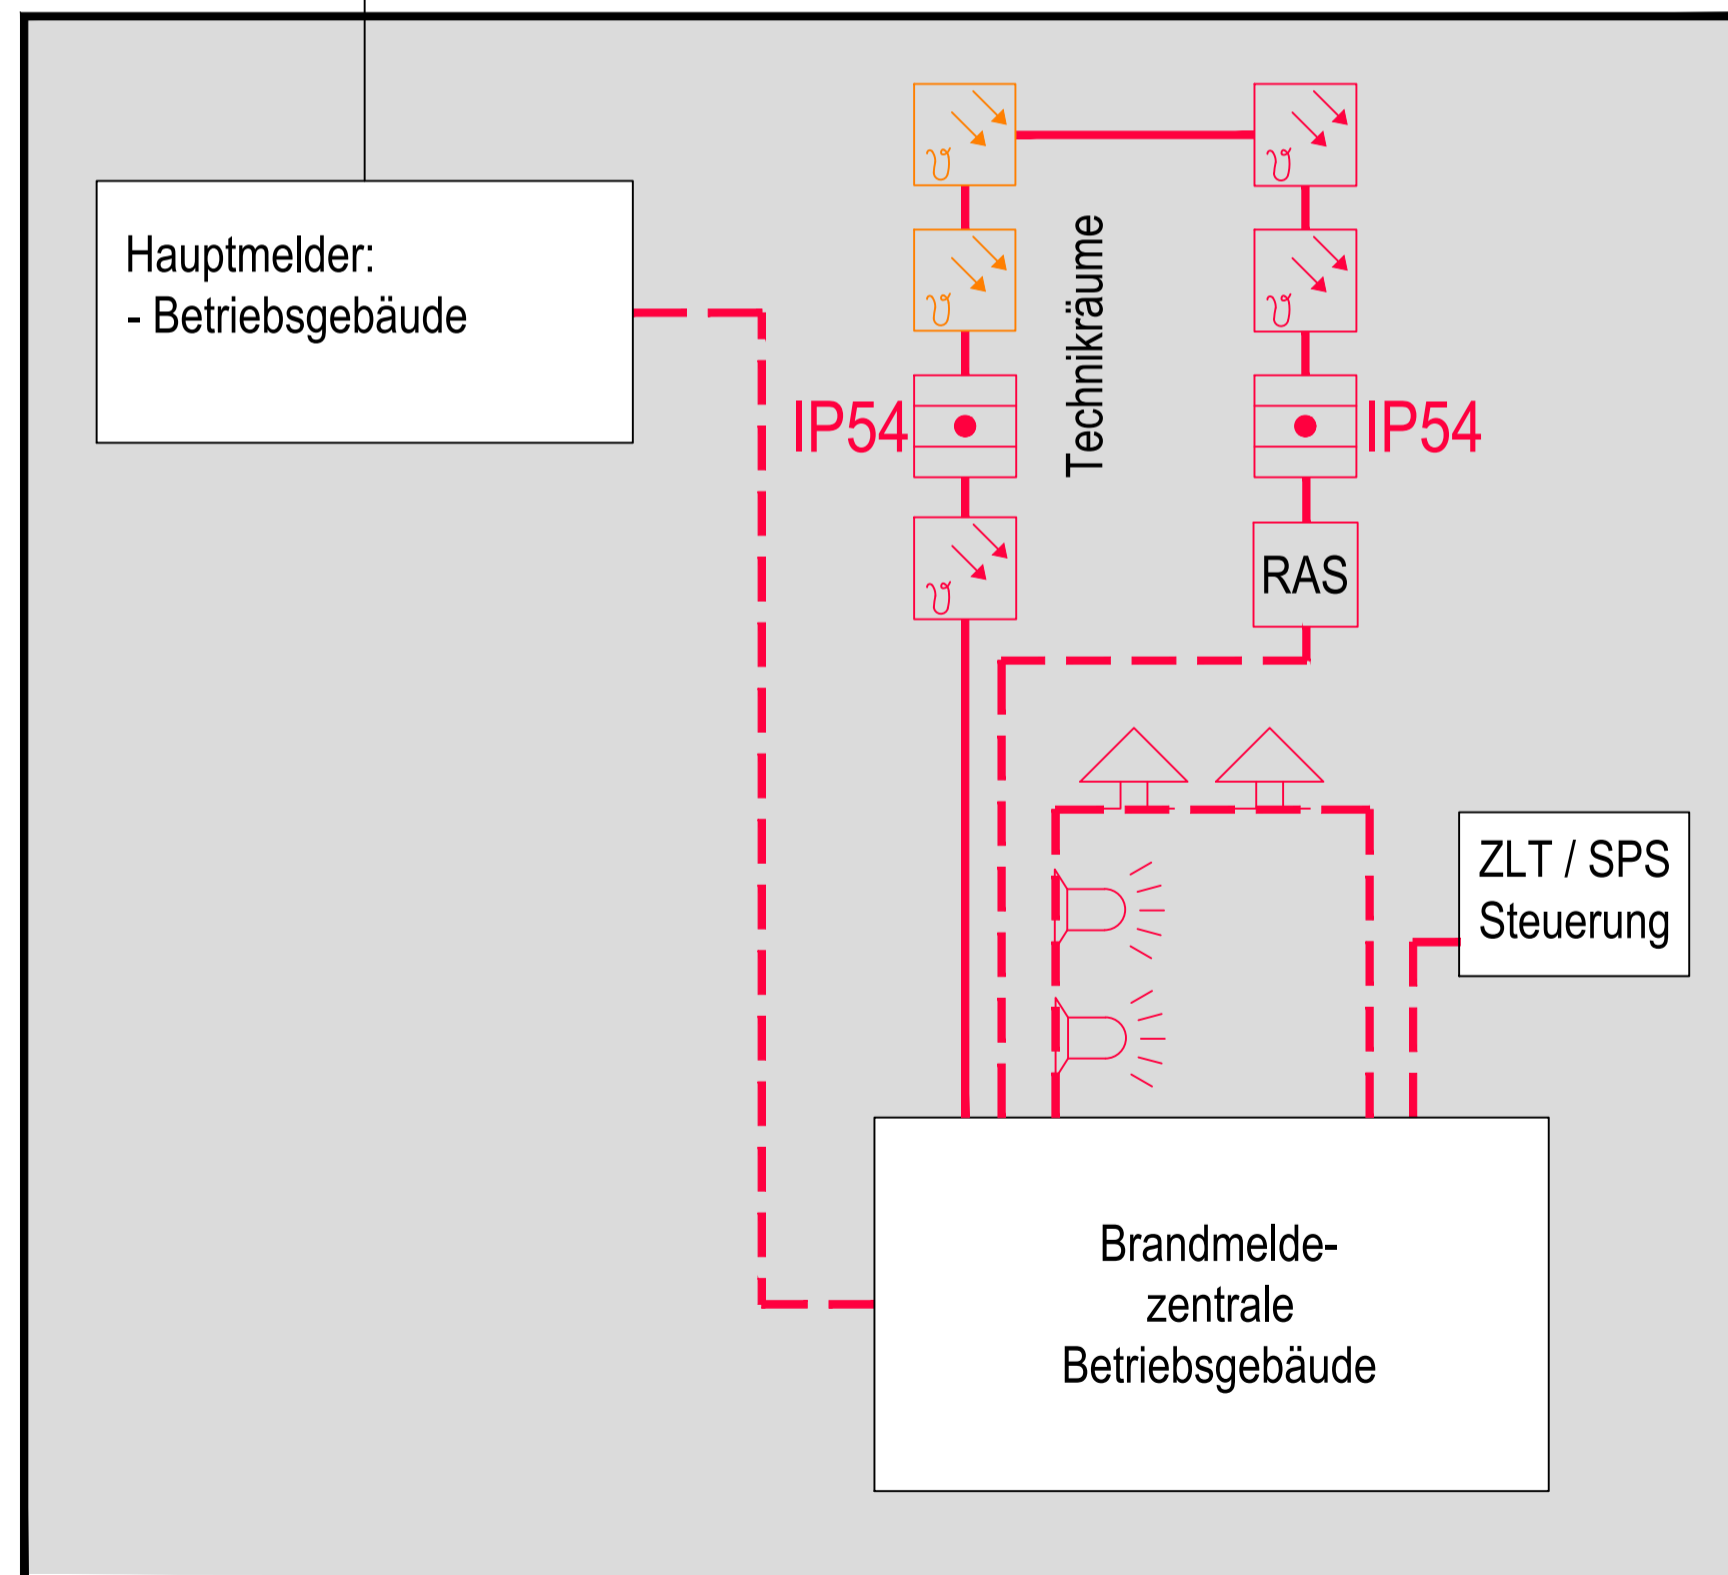 Hauptmelder:
- Betriebsgebäude
Technikräume
IP54
IP54
RAS
ZLT / SPS
Steuerung
Brandmelde-
zentrale
Betriebsgebäude